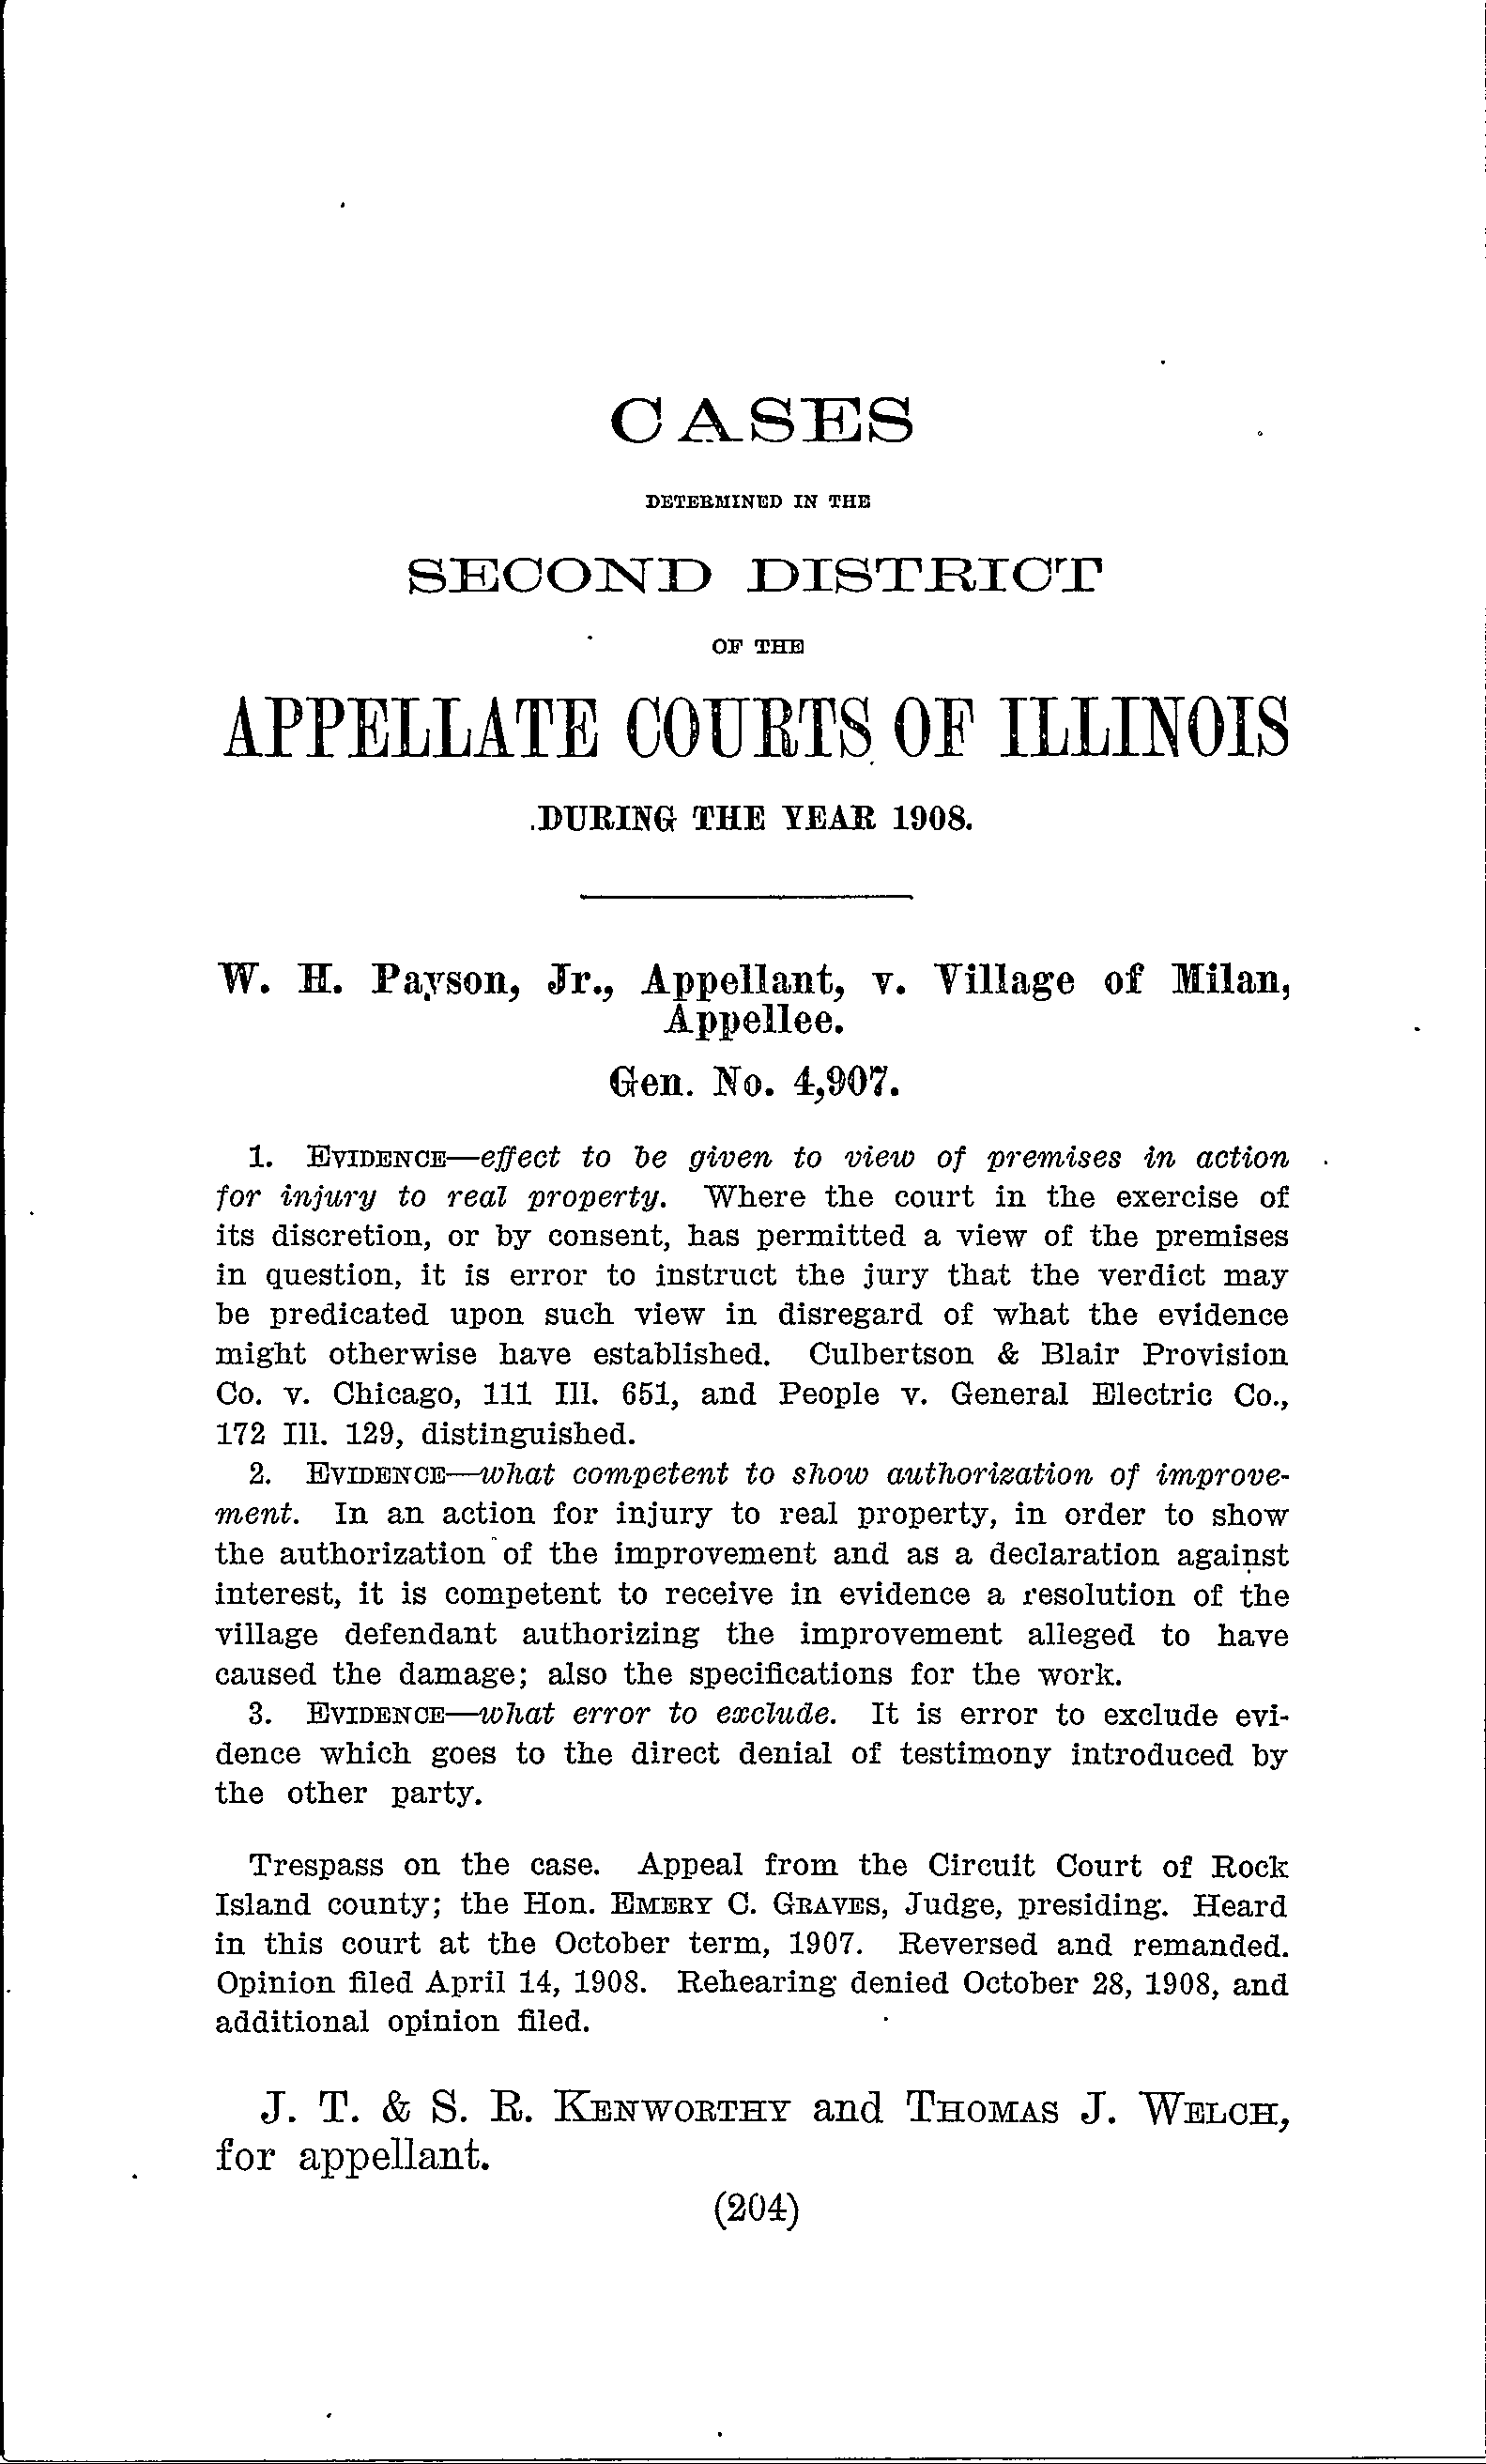 CASES
DETERMINED IN THE
SECOND DISTRICT
OF THE
APPELLATE COURTS OF ILLINOIS
DURING THE YEAR 1908.
W. H. Payson, Jr., Appellant, v. Village of Milan,
Appellee.
Gen. No. 4,907.
1. EVIDENCE—effect to be given to view of premises in action
for injury to real property. Where the court in the exercise of
its discretion, or by consent, has permitted a view of the premises
in question, it is error to instruct the jury that the verdict may
be predicated upon such view in disregard of what the evidence
might otherwise have established. Culbertson & Blair Provision
Co. v. Chicago, 111 Ill. 651, and People v. General Electric Co.,
172 Ill. 129, distinguished.
2. EVIDENCE—what competent to show authorization of improve-
ment. In an action for injury to real property, in order to show
the authorization of the improvement and as a declaration against
interest, it is competent to receive in evidence a resolution of the
village defendant authorizing the improvement alleged to have
caused the damage; also the specifications for the work.
3. EVIDENCE—what error to exclude. It is error to exclude evi-
dence which goes to the direct denial of testimony introduced by
the other party.
Trespass on the case. Appeal from the Circuit Court of Rock
Island county; the Hon. EMERY C. GRAVES, Judge, presiding. Heard
in this court at the October term, 1907. Reversed and remanded.
Opinion filed April 14, 1908. Rehearing denied October 28, 1908, and
additional opinion filed.
J. T. & S. R. KENWORTHY and THOMAS J. WELCH,
for appellant.
(204)